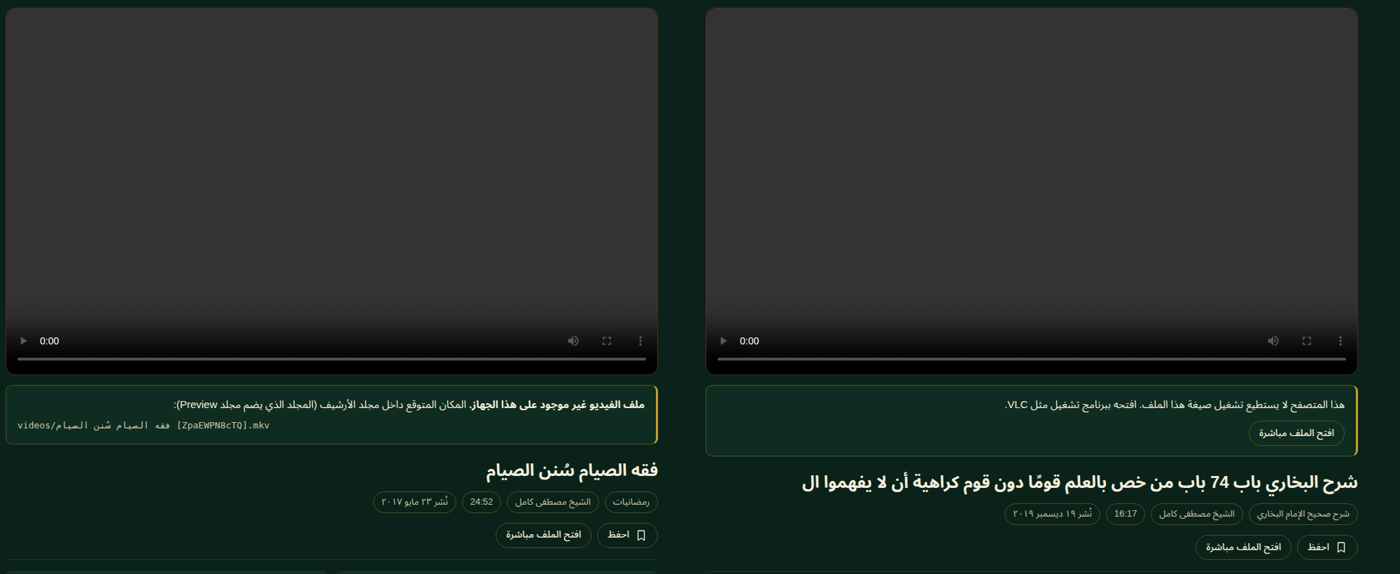 0:00
هذا المتصفح لا يستطيع تشغيل صيغة هذا الملف. افتحه ببرنامج تشغيل مثل VLC.
افتح الملف مباشرة
شرح البخاري باب 74 باب من خص بالعلم قومًا دون قوم كراهية أن لا يفهموا ال
شرح صحيح الإمام البخاري
الشيخ مصطفى كامل
16:17
نُشر ١٩ ديسمبر ٢٠١٩
احفظ
افتح الملف مباشرة
0:00
ملف الفيديو غير موجود على هذا الجهاز. المكان المتوقع داخل مجلد الأرشيف (المجلد الذي يضم مجلد Preview):
videos/فقه الصيام سُنن الصيام [ZpaEWPN8cTQ].mkv
فقه الصيام سُنن الصيام
رمضانيات
الشيخ مصطفى كامل
24:52
نُشر ٢٣ مايو ٢٠١٧
احفظ
افتح الملف مباشرة